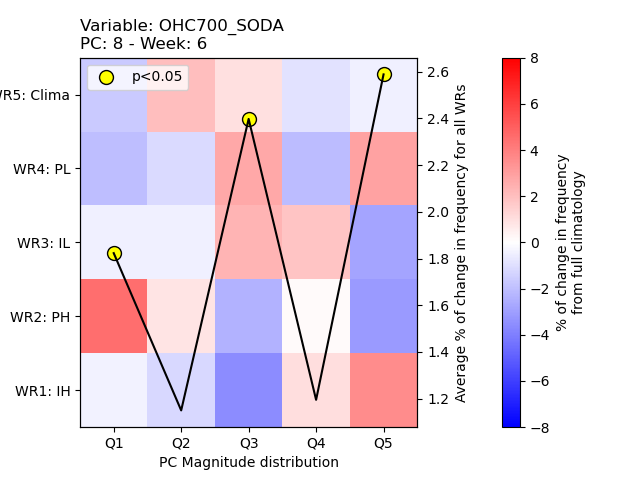 Variable: OHC700_SODA
PC: 8 - Week: 6
p<0.05
WR5: Clima
WR4: PL
WR3: IL
WR2: PH
WR1: IH
Q1 Q2 Q3 Q4 Q5
PC Magnitude distribution
2.6
2.4
2.2
2.0
1.8
1.6
1.4
1.2
Average % of change in frequency for all WRs
8
6
4
2
0
−2
−4
−6
−8
% of change in frequency
from full climatology